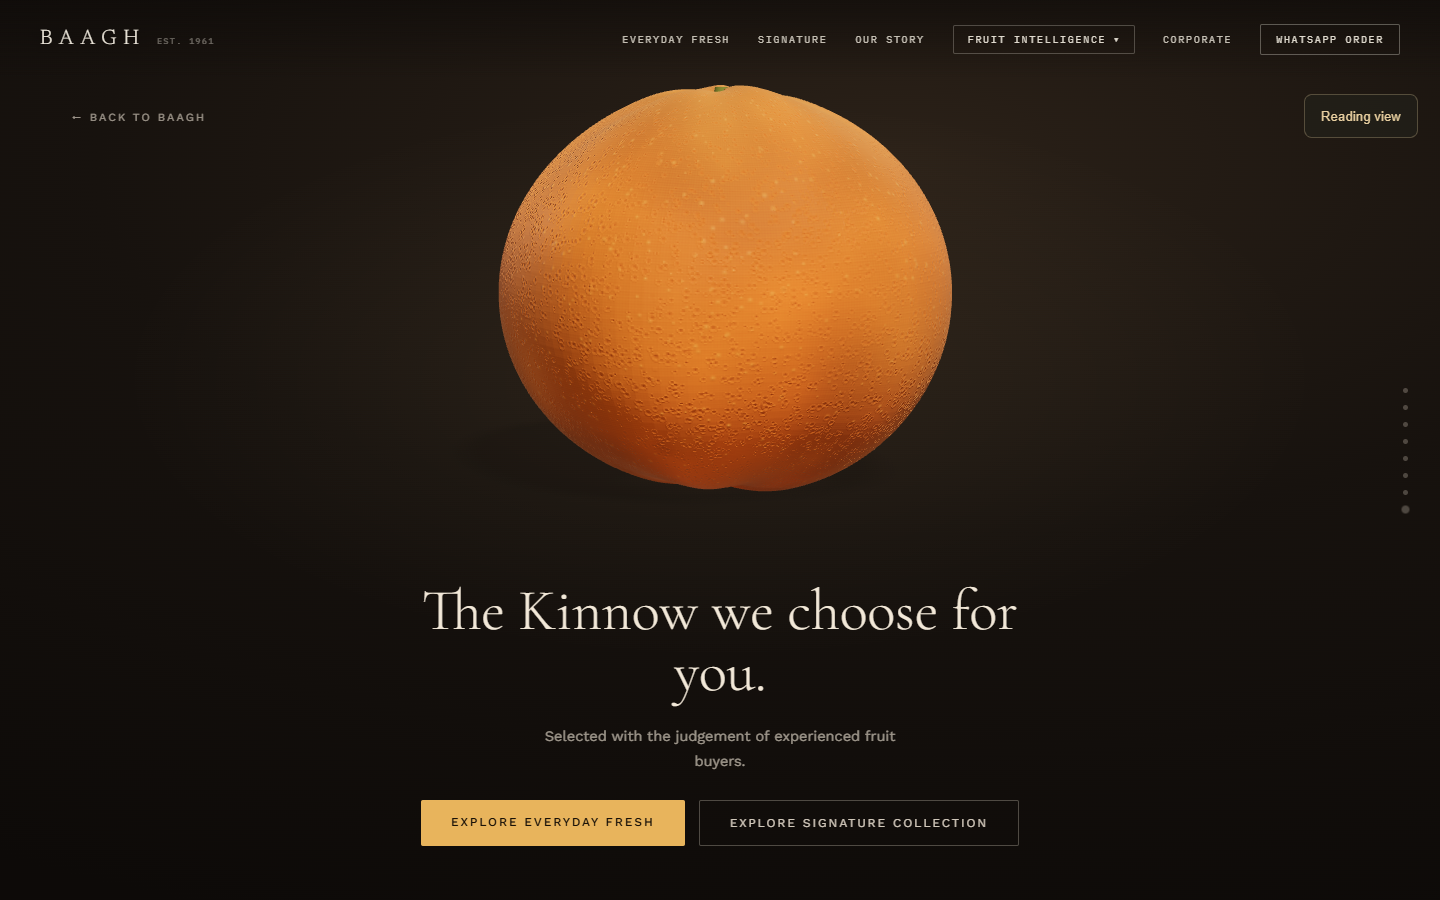 BAAGH EST. 1961
EVERYDAY FRESH SIGNATURE OUR STORY FRUIT INTELLIGENCE ▾ CORPORATE WHATSAPP ORDER
← BACK TO BAAGH
Reading view
The Kinnow we choose for
you.
Selected with the judgement of experienced fruit
buyers.
EXPLORE EVERYDAY FRESH
EXPLORE SIGNATURE COLLECTION